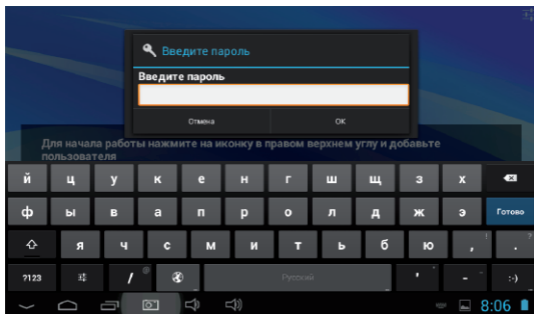 Введите пароль
Введите пароль
Отмена OK
Для начала работы нажмите на иконку в правом верхнем углу и добавьте
пользователя
й ц у к е н г ш щ з х
ф ы в а п р о л д ж э Готово
я ч с м и т ь б ю , ! . ?
?123 / @ Русский ' - :-)
8:06